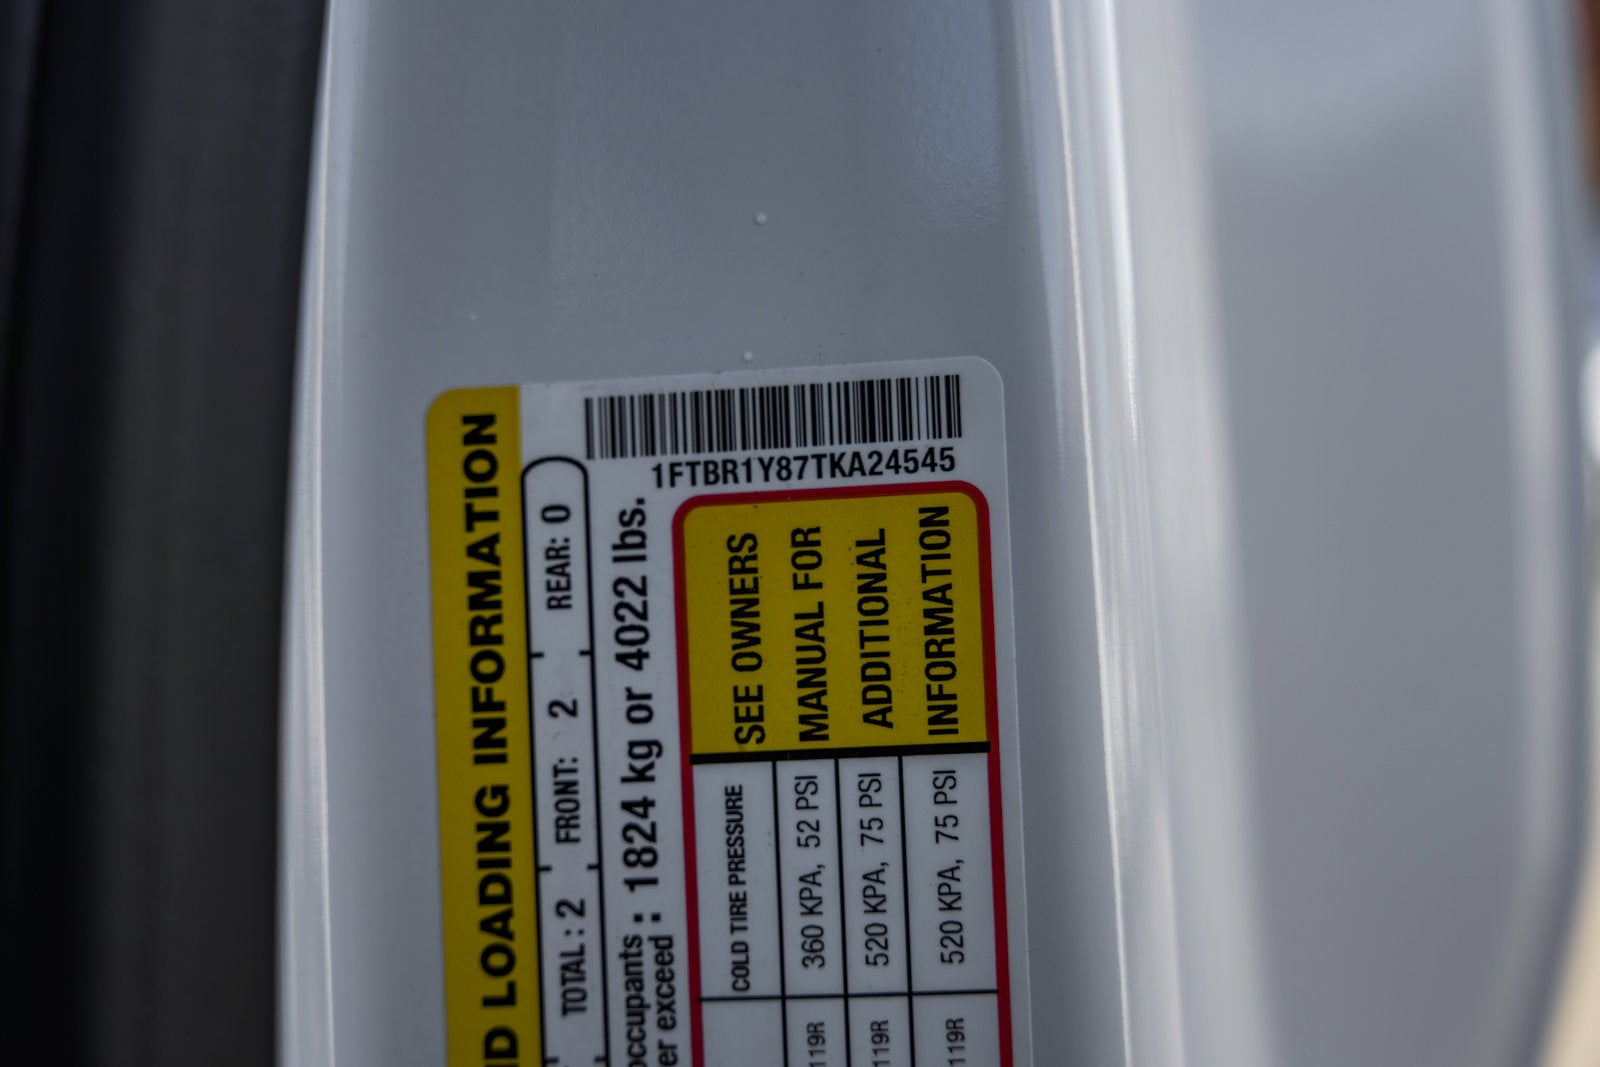 1FTBR1Y87TKA24545
ND LOADING INFORMATION
TOTAL: 2 FRONT: 2 REAR: 0
occupants
er exceed : 1824 kg or 4022 lbs.
COLD TIRE PRESSURE SEE OWNERS
119R 360 KPA, 52 PSI MANUAL FOR
119R 520 KPA, 75 PSI ADDITIONAL
119R 520 KPA, 75 PSI INFORMATION